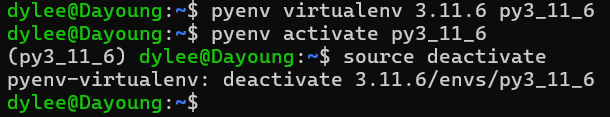 dylee@Dayoung:~$ pyenv virtualenv 3.11.6 py3_11_6
dylee@Dayoung:~$ pyenv activate py3_11_6
(py3_11_6) dylee@Dayoung:~$ source deactivate
pyenv-virtualenv: deactivate 3.11.6/envs/py3_11_6
dylee@Dayoung:~$